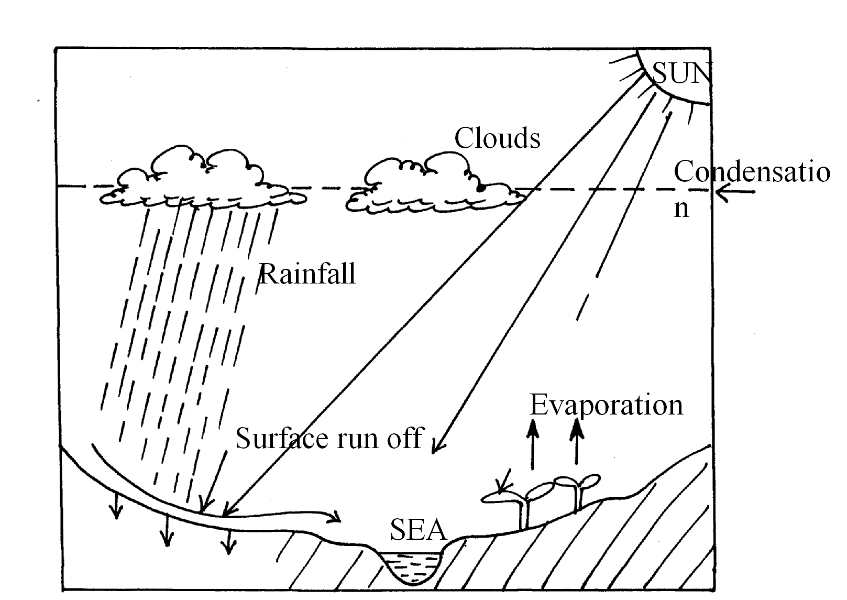 SUN
Clouds
Condensatio
n
Rainfall
Evaporation
Surface run off
SEA